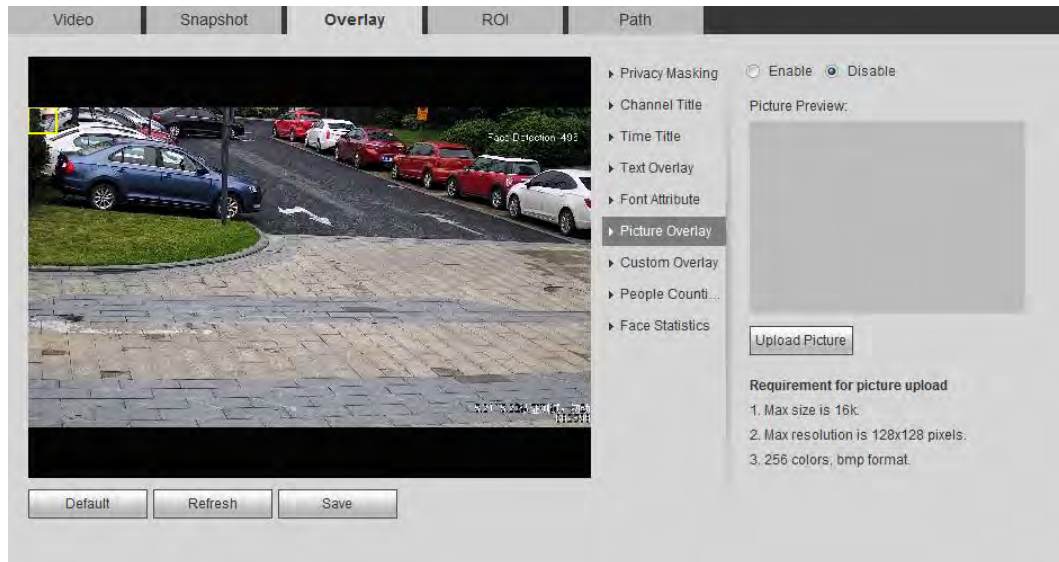 Video
Snapshot
Overlay
ROI
Path
Face Detection 493
Privacy Masking
Channel Title
Time Title
Text Overlay
Font Attribute
Picture Overlay
Custom Overlay
People Counti...
Face Statistics
Enable
Disable
Picture Preview:
Upload Picture
Requirement for picture upload
1. Max size is 16k.
2. Max resolution is 128x128 pixels.
3. 256 colors, bmp format.
Default
Refresh
Save